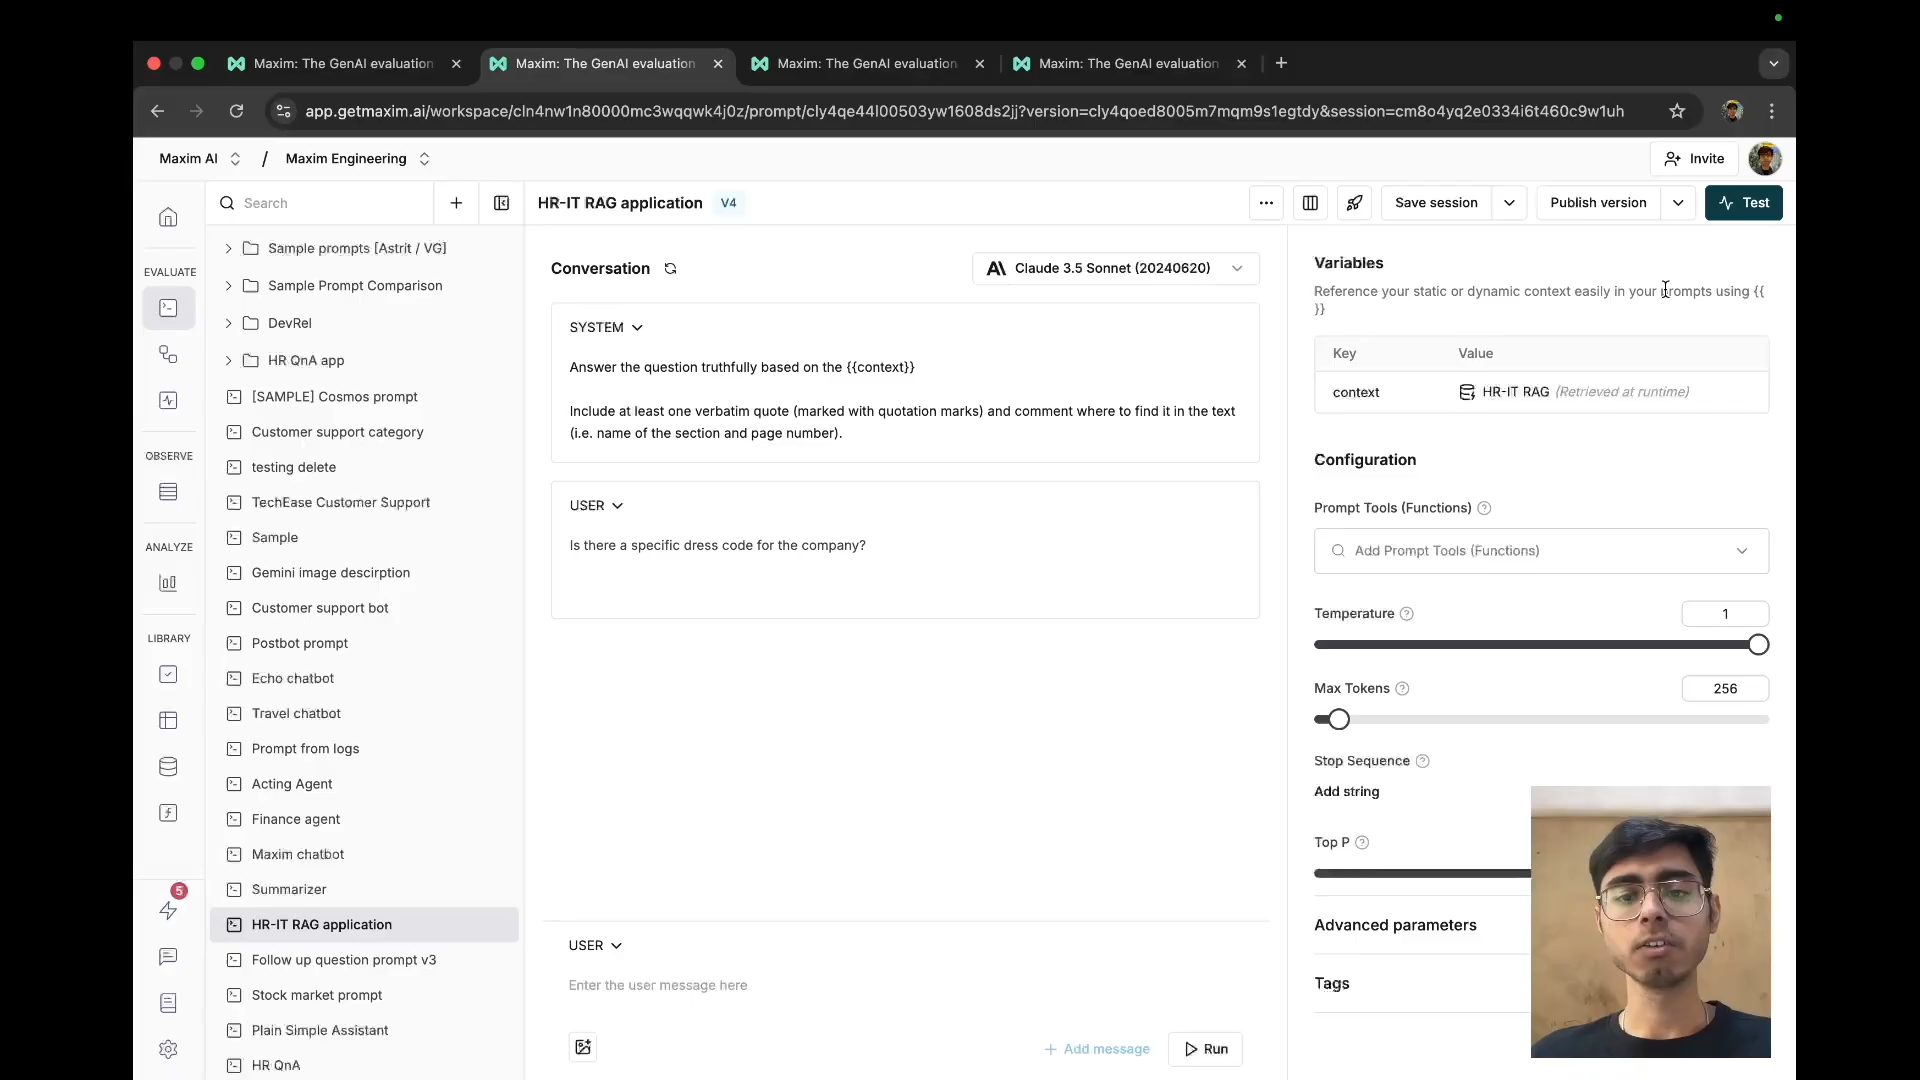 Maxim: The GenAI evaluation
Maxim: The GenAI evaluation
Maxim: The GenAI evaluation
Maxim: The GenAI evaluation
app.getmaxim.ai/workspace/cln4nw1n80000mc3wqqwk4j0z/prompt/cly4qe44l00503yw1608ds2jj?version=cly4qoed8005m7mqm9s1egtdy&session=cm8o4yq2e0334i6t460c9w1uh
Maxim AI / Maxim Engineering
Invite
Search
HR-IT RAG application V4
Save session
Publish version
Test
EVALUATE
OBSERVE
ANALYZE
LIBRARY
5
Sample prompts [Astrit / VG]
Sample Prompt Comparison
DevRel
HR QnA app
[SAMPLE] Cosmos prompt
Customer support category
testing delete
TechEase Customer Support
Sample
Gemini image descirption
Customer support bot
Postbot prompt
Echo chatbot
Travel chatbot
Prompt from logs
Acting Agent
Finance agent
Maxim chatbot
Summarizer
HR-IT RAG application
Follow up question prompt v3
Stock market prompt
Plain Simple Assistant
HR QnA
Conversation
Claude 3.5 Sonnet (20240620)
SYSTEM
Answer the question truthfully based on the {{context}}
Include at least one verbatim quote (marked with quotation marks) and comment where to find it in the text
(i.e. name of the section and page number).
USER
Is there a specific dress code for the company?
USER
Enter the user message here
+ Add message
Run
Variables
Reference your static or dynamic context easily in your prompts using {{
}}
Key Value
context HR-IT RAG (Retrieved at runtime)
Configuration
Prompt Tools (Functions)
Add Prompt Tools (Functions)
Temperature 1
Max Tokens 256
Stop Sequence
Add string
Top P
Advanced parameters
Tags